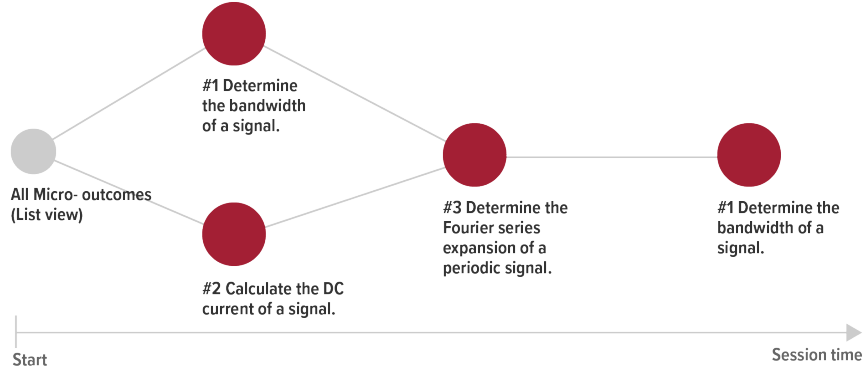 #1 Determine
the bandwidth
of a signal.
All Micro- outcomes
(List view)
#2 Calculate the DC
current of a signal.
#3 Determine the
Fourier series
expansion of a
periodic signal.
#1 Determine the
bandwidth of a
signal.
Start
Session time